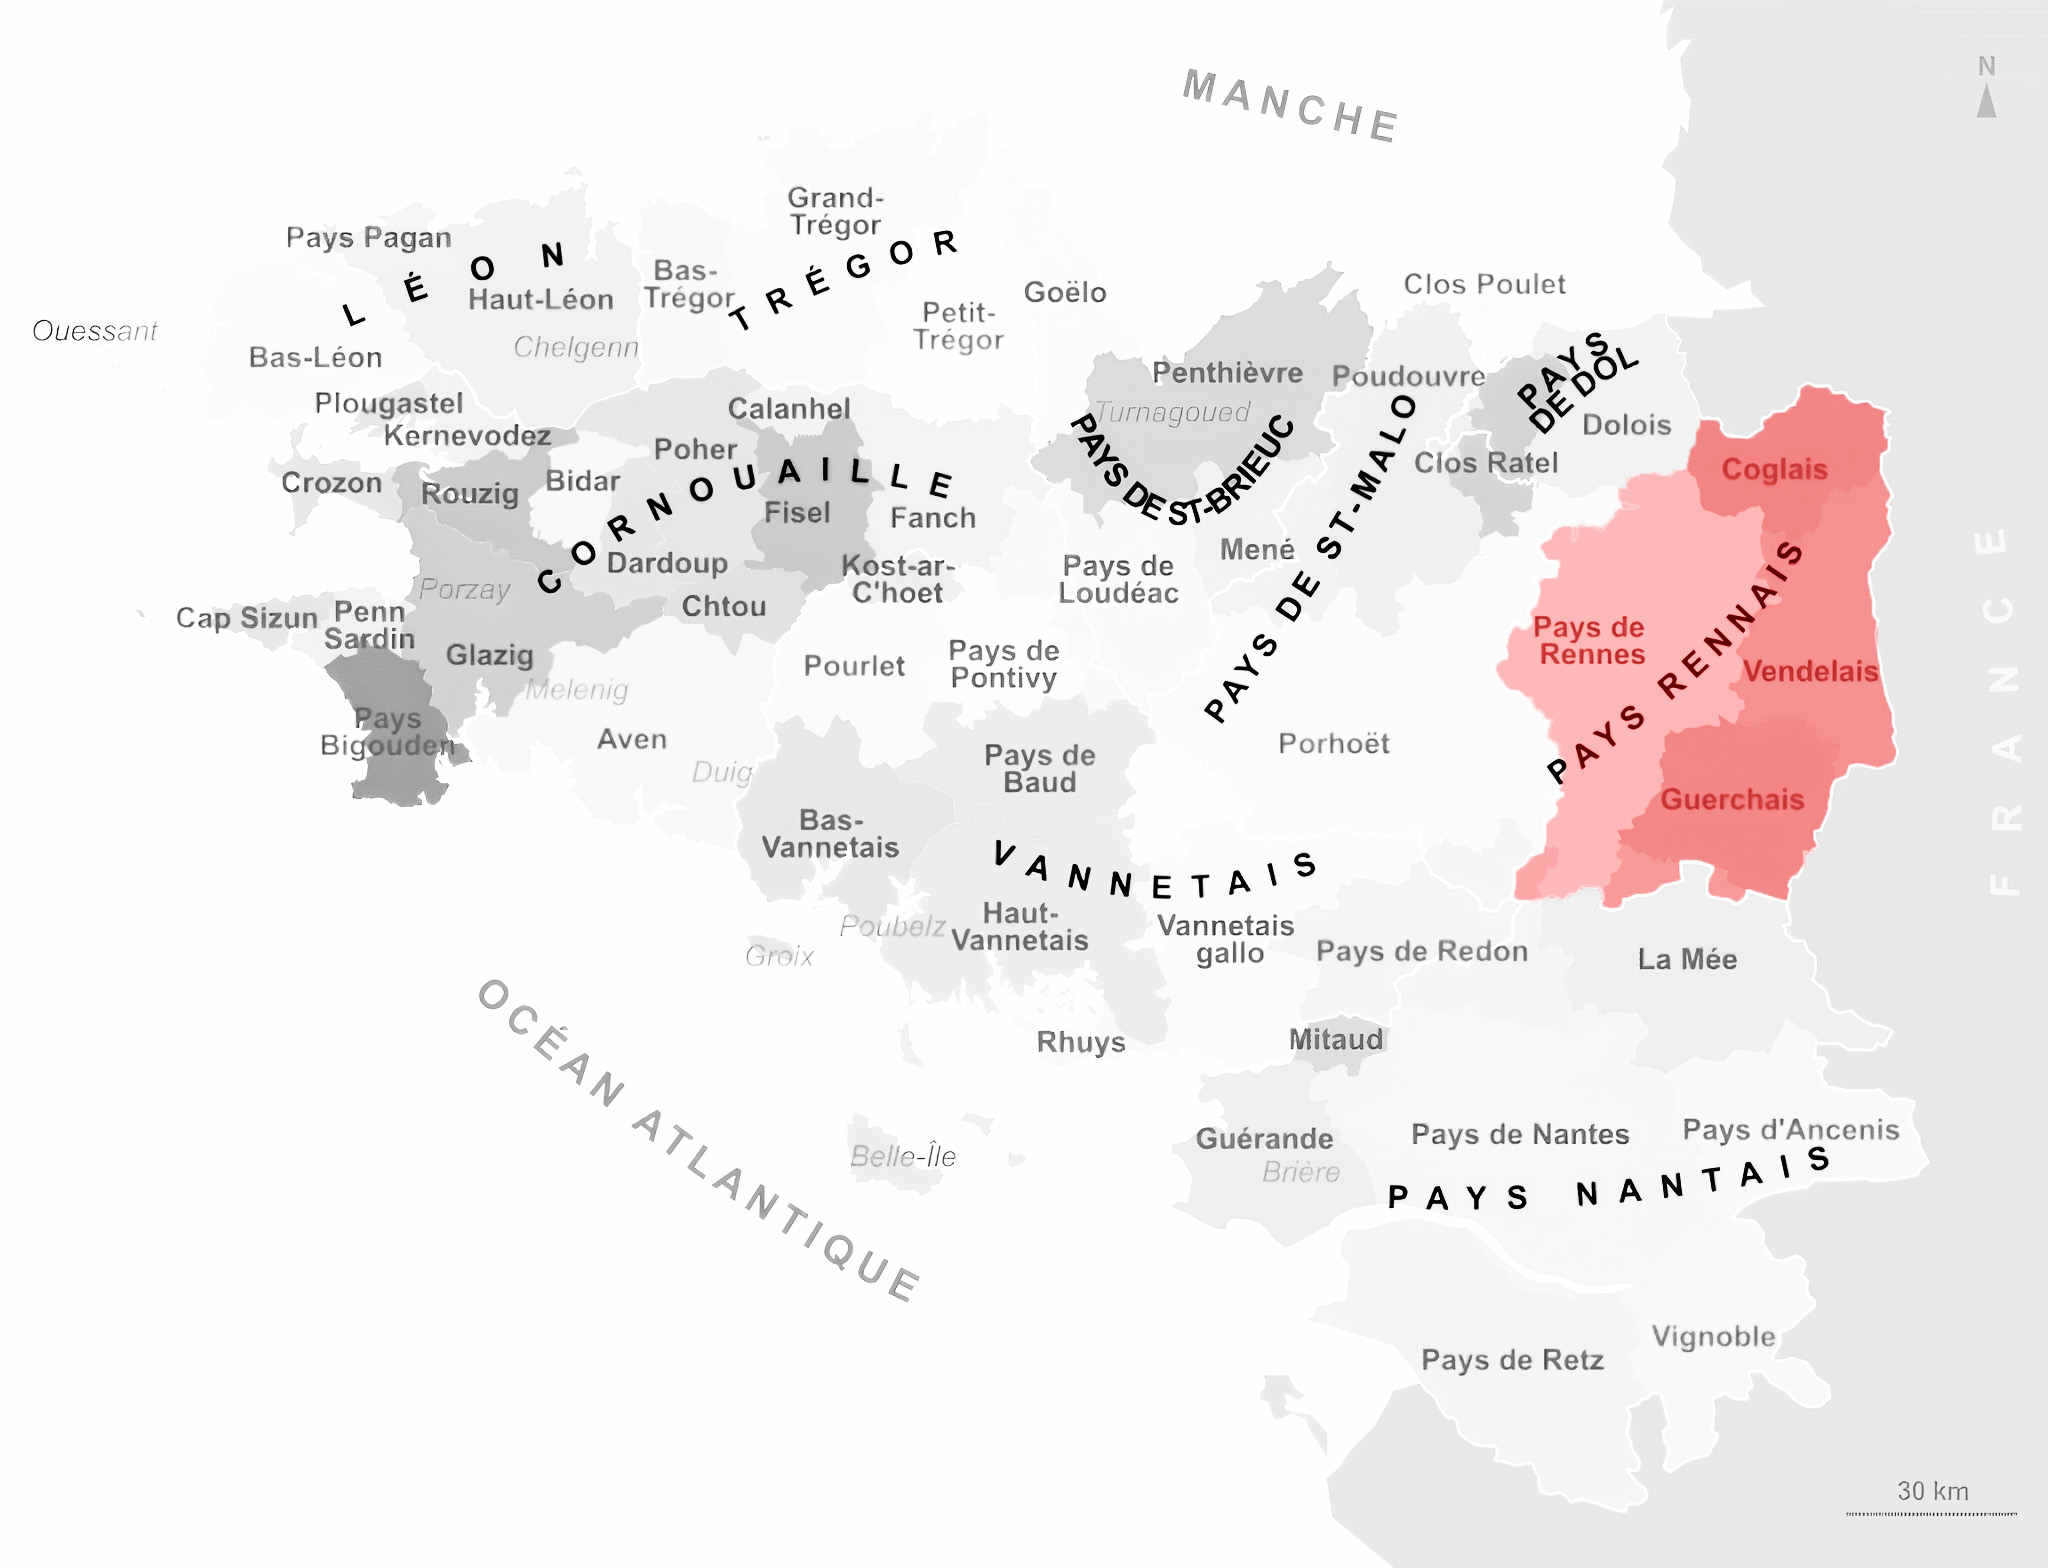 MANCHE
N
Grand-
Trégor
Pays Pagan
LÉON
TRÉGOR
Bas-
Trégor
Haut-Léon
Goëlo
Clos Poulet
Petit-
Trégor
Ouessant
Chelgenn
Bas-Léon
PAYS
DE DOL
Penthièvre
Poudouvre
Plougastel
Calanhel
Turnagoued
Dolois
Kernevodez
Poher
PAYS DE ST-BRIEUC
PAYS DE ST-MALO
Clos Ratel
Coglais
Crozon
Rouzig
Bidar
CORNOUAILLE
Fisel
Fanch
FRANCE
Mené
Dardoup
Kost-ar-
C'hoet
Pays de
Loudéac
Porzay
Cap Sizun
Penn
Sardin
Chtou
Pays de
Rennes
PAYS RENNAIS
Glazig
Pourlet
Pays de
Pontivy
Vendelais
Melenig
Pays
Bigouden
Aven
Porhoët
Duig
Pays de
Baud
Guerchais
Bas-
Vannetais
VANNETAIS
Poubelz
Haut-
Vannetais
Vannetais
gallo
Groix
Pays de Redon
La Mée
OCÉAN ATLANTIQUE
Rhuys
Mitaud
Guérande
Pays de Nantes
Pays d'Ancenis
Belle-Île
Brière
PAYS NANTAIS
Vignoble
Pays de Retz
30 km